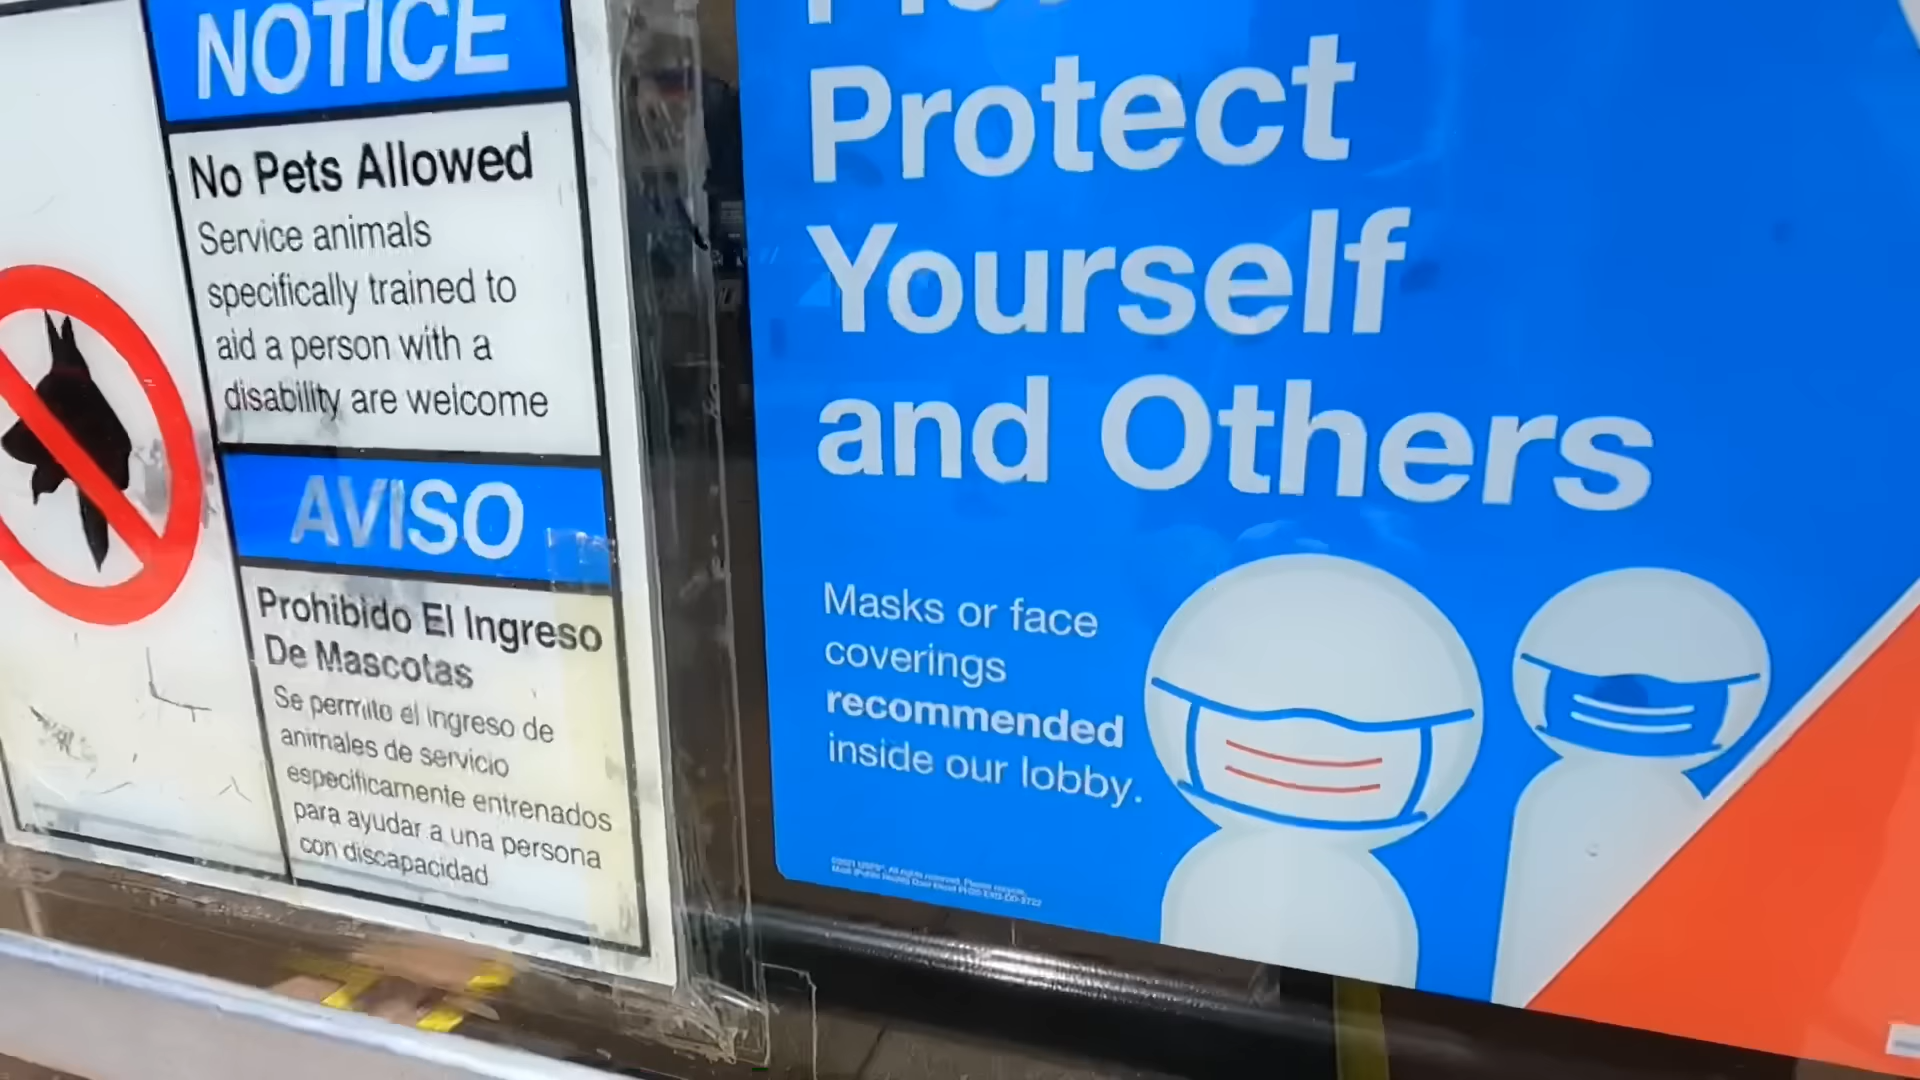 NOTICE
No Pets Allowed
Service animals
specifically trained to
aid a person with a
disability are welcome
AVISO
Prohibido El Ingreso
De Mascotas
Se permite el ingreso de
animales de servicio
especificamente entrenados
para ayudar a una persona
con discapacidad
Protect
Yourself
and Others
Masks or face
coverings
recommended
inside our lobby.